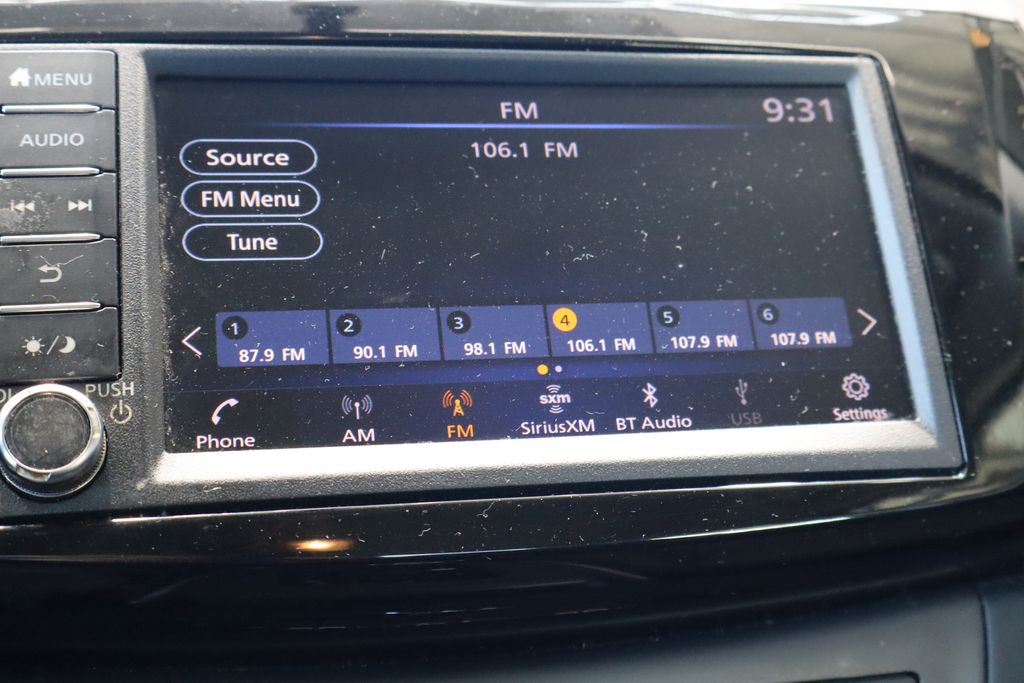 MENU
AUDIO
PUSH
FM
9:31
106.1 FM
Source
FM Menu
Tune
1
87.9 FM
2
90.1 FM
3
98.1 FM
4
106.1 FM
5
107.9 FM
6
107.9 FM
Phone
AM
FM
sxm
SiriusXM
BT Audio
USB
Settings